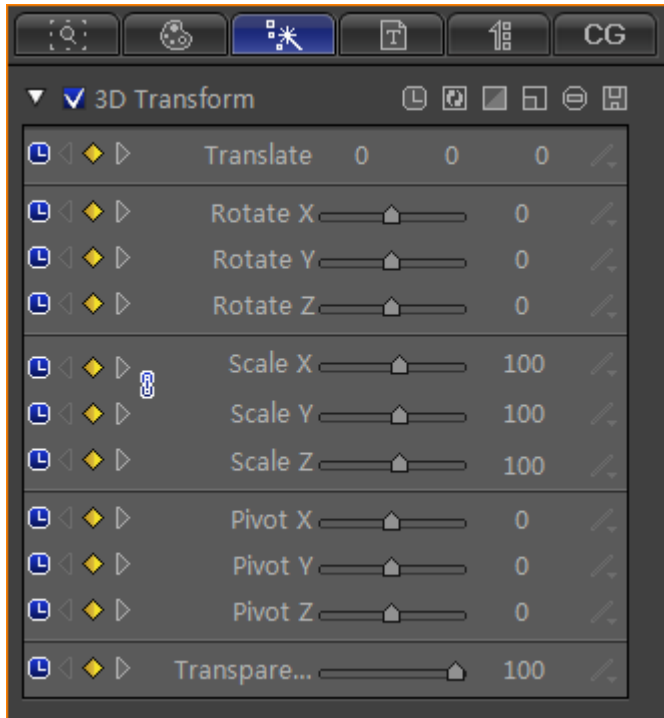 T CG
3D Transform
Translate 0 0 0
Rotate X 0
Rotate Y 0
Rotate Z 0
Scale X 100
Scale Y 100
Scale Z 100
Pivot X 0
Pivot Y 0
Pivot Z 0
Transpare... 100